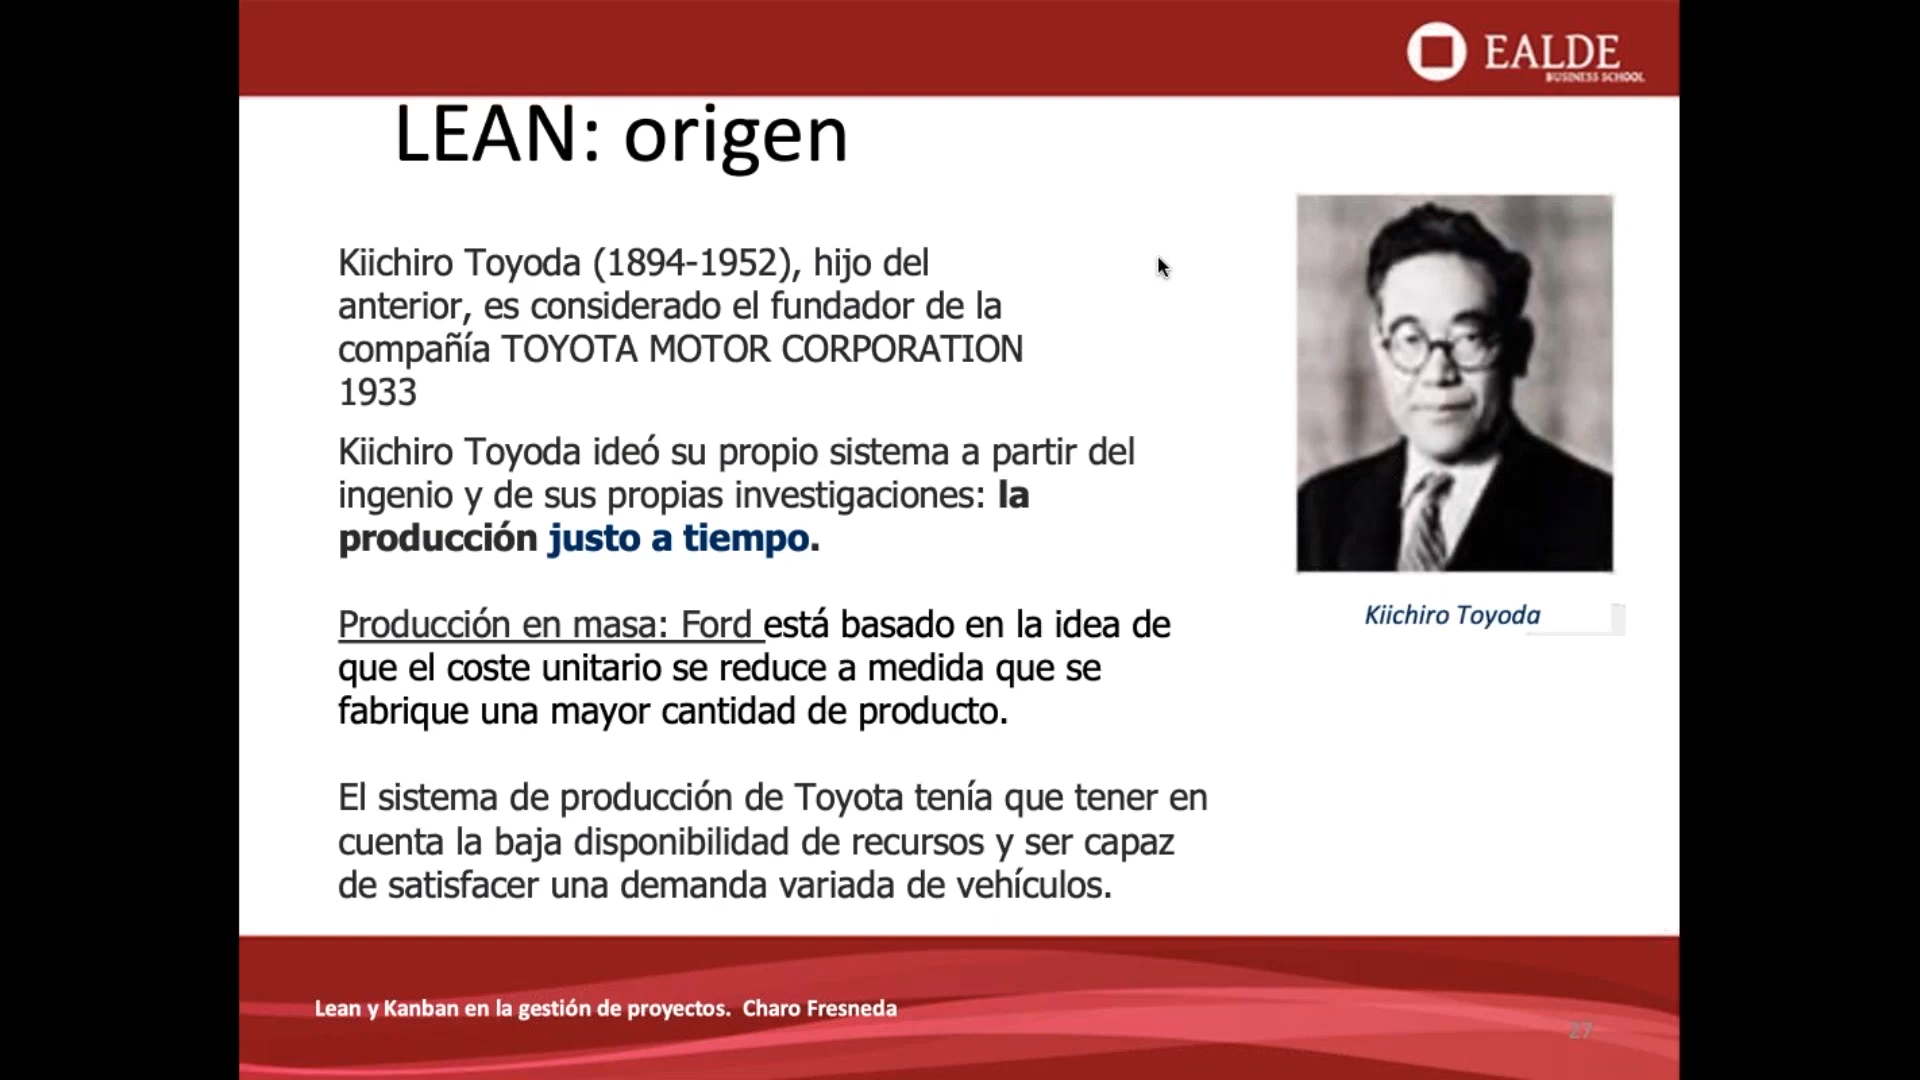 EALDE
BUSINESS SCHOOL
LEAN: origen
Kiichiro Toyoda (1894-1952), hijo del
anterior, es considerado el fundador de la
compañía TOYOTA MOTOR CORPORATION
1933
Kiichiro Toyoda ideó su propio sistema a partir del
ingenio y de sus propias investigaciones: la
producción justo a tiempo.
Producción en masa: Ford está basado en la idea de
que el coste unitario se reduce a medida que se
fabrique una mayor cantidad de producto.
El sistema de producción de Toyota tenía que tener en
cuenta la baja disponibilidad de recursos y ser capaz
de satisfacer una demanda variada de vehículos.
Kiichiro Toyoda
Lean y Kanban en la gestión de proyectos. Charo Fresneda
27